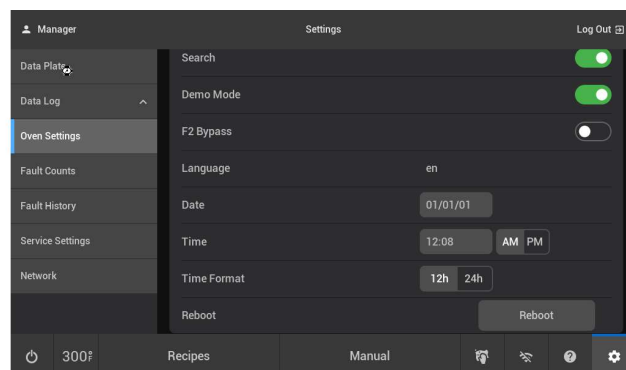 Manager
Settings
Log Out
Data Plate
Data Log
Oven Settings
Fault Counts
Fault History
Service Settings
Network
Search
Demo Mode
F2 Bypass
Language en
Date 01/01/01
Time 12:08 AM PM
Time Format 12h 24h
Reboot Reboot
300°F
Recipes
Manual